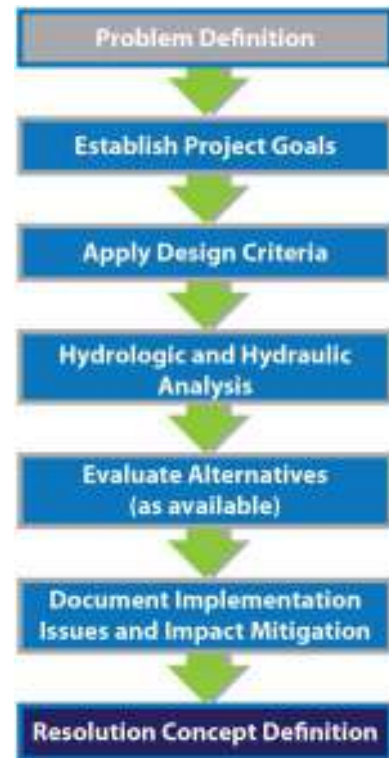 Problem Definition
Establish Project Goals
Apply Design Criteria
Hydrologic and Hydraulic
Analysis
Evaluate Alternatives
(as available)
Document Implementation
Issues and Impact Mitigation
Resolution Concept Definition